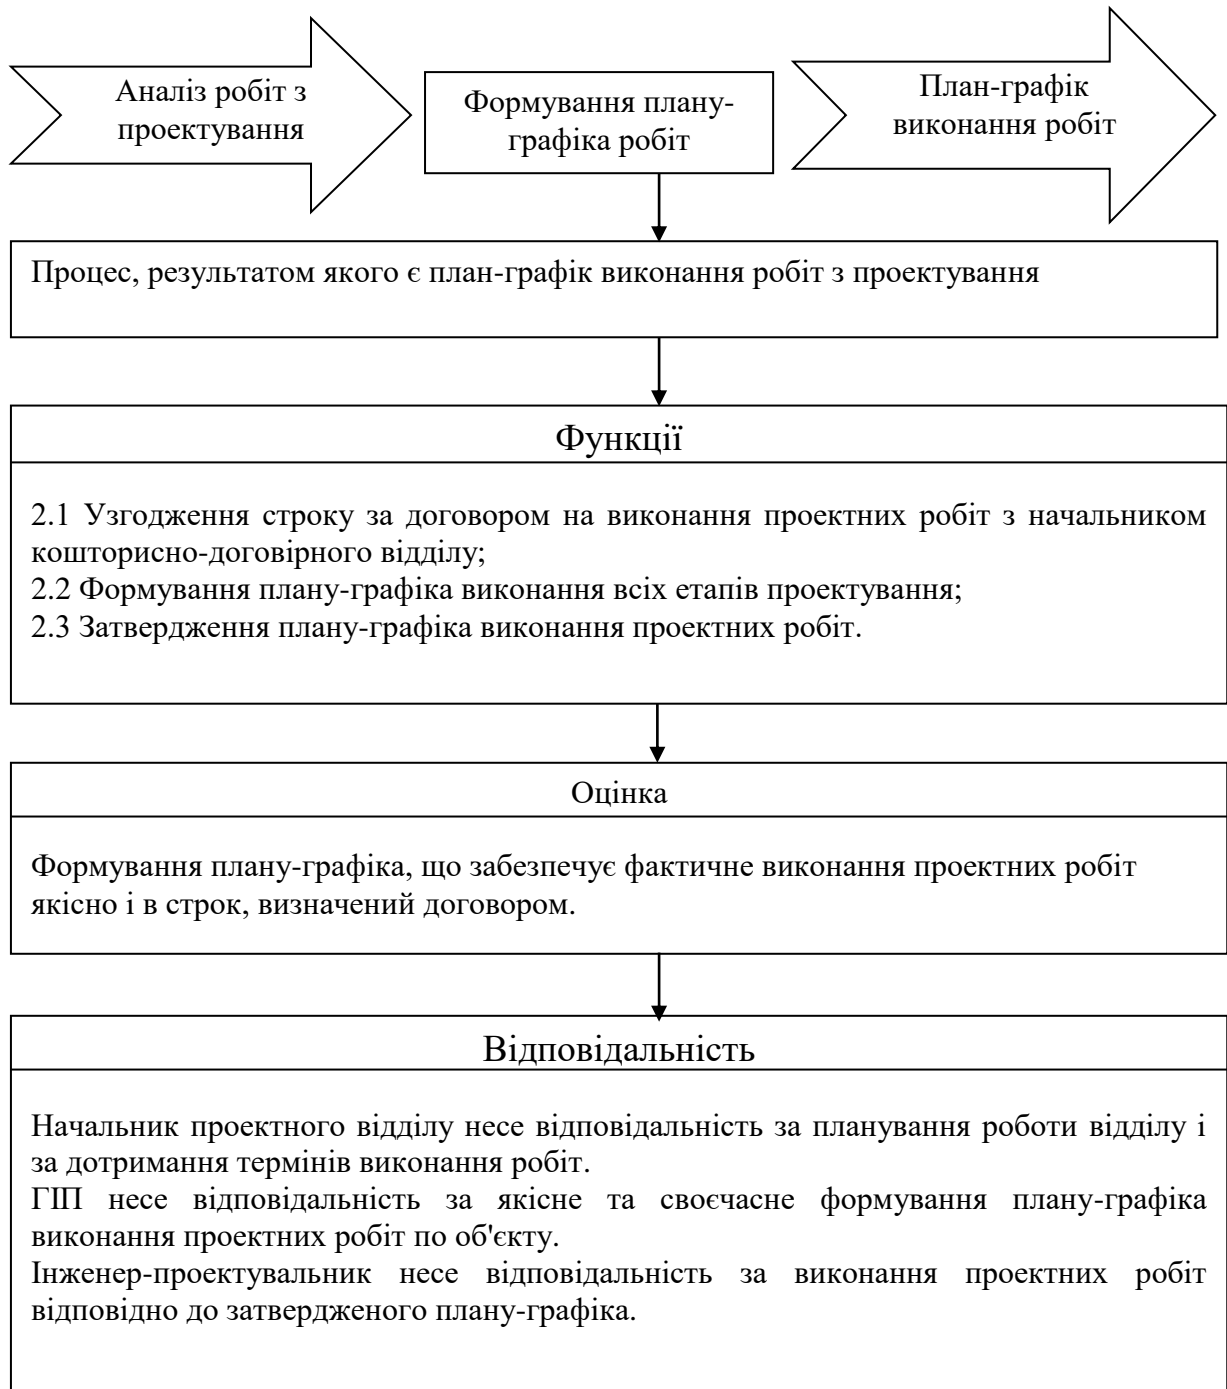 Аналіз робіт з
проектування
Формування плану-
графіка робіт
План-графік
виконання робіт
Процес, результатом якого є план-графік виконання робіт з проектування
Функції
2.1 Узгодження строку за договором на виконання проектних робіт з начальником
кошторисно-договірного відділу;
2.2 Формування плану-графіка виконання всіх етапів проектування;
2.3 Затвердження плану-графіка виконання проектних робіт.
Оцінка
Формування плану-графіка, що забезпечує фактичне виконання проектних робіт
якісно і в строк, визначений договором.
Відповідальність
Начальник проектного відділу несе відповідальність за планування роботи відділу і
за дотримання термінів виконання робіт.
ГІП несе відповідальність за якісне та своєчасне формування плану-графіка
виконання проектних робіт по об'єкту.
Інженер-проектувальник несе відповідальність за виконання проектних робіт
відповідно до затвердженого плану-графіка.